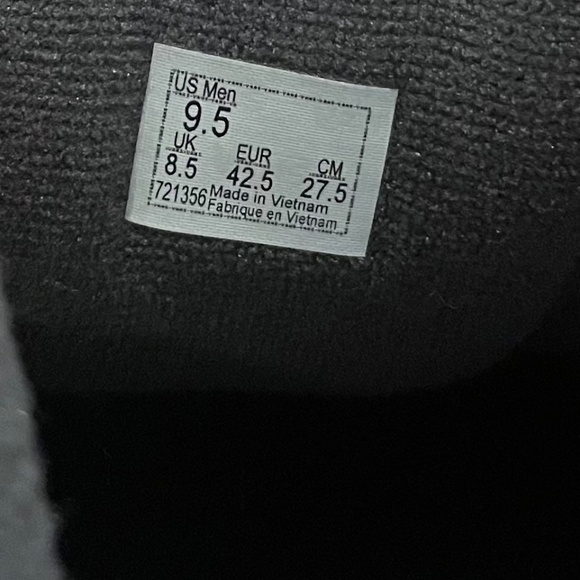 US Men
9.5
UK EUR CM
8.5 42.5 27.5
721356 Made in Vietnam
Fabrique en Vietnam